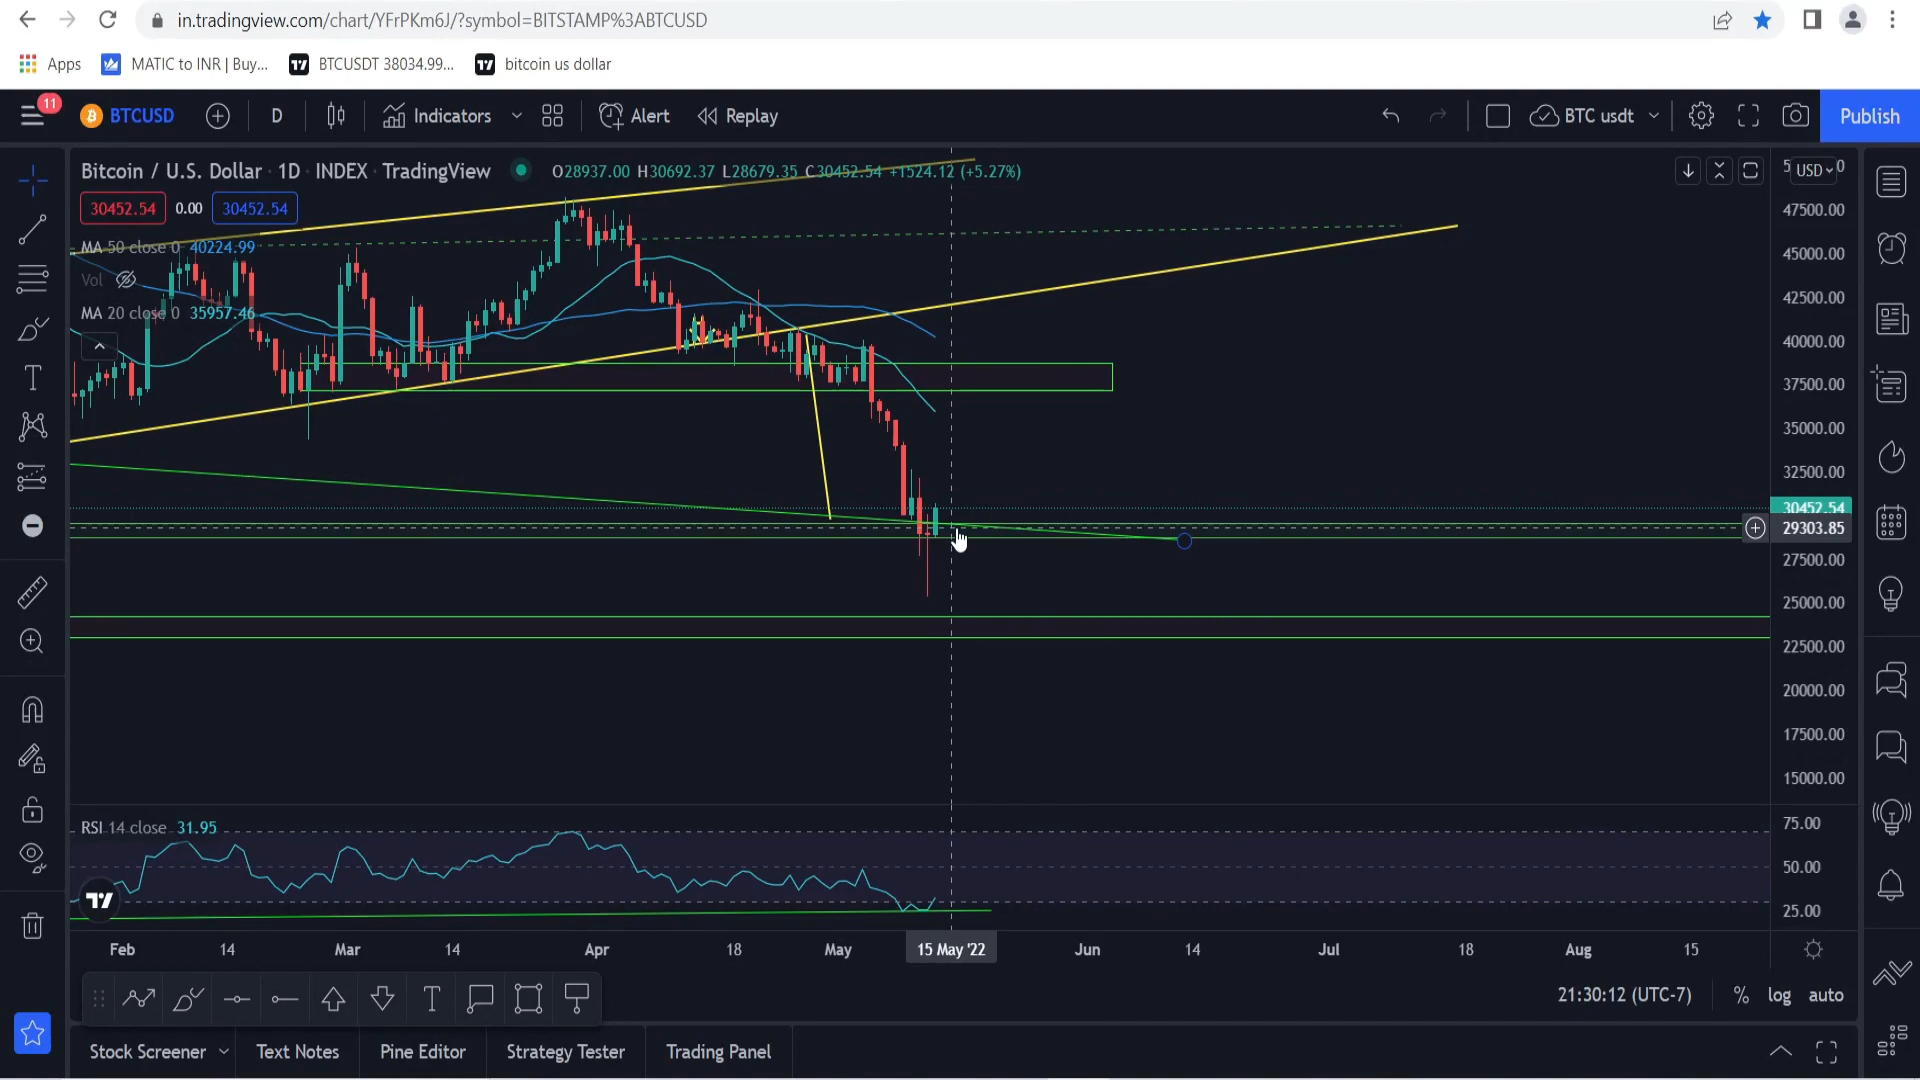 in.tradingview.com/chart/YFrPKm6J/?symbol=BITSTAMP%3ABTCUSD
Apps MATIC to INR | Buy... BTCUSDT 38034.99... bitcoin us dollar
11 BTCUSD D Indicators Alert Replay BTC usdt Publish
Bitcoin / U.S. Dollar · 1D · INDEX · TradingView O28937.00 H30692.37 L28679.35 C30452.54 +1524.12 (+5.27%)
USD
30452.54 0.00 30452.54
47500.00
MA 50 close 0 40224.99
45000.00
Vol
42500.00
MA 20 close 0 35957.46
40000.00
37500.00
35000.00
32500.00
30452.54
29303.85
27500.00
25000.00
22500.00
20000.00
17500.00
15000.00
RSI 14 close 31.95
75.00
50.00
25.00
Feb 14 Mar 14 Apr 18 May 15 May '22 Jun 14 Jul 18 Aug 15
21:30:12 (UTC-7) % log auto
Stock Screener Text Notes Pine Editor Strategy Tester Trading Panel